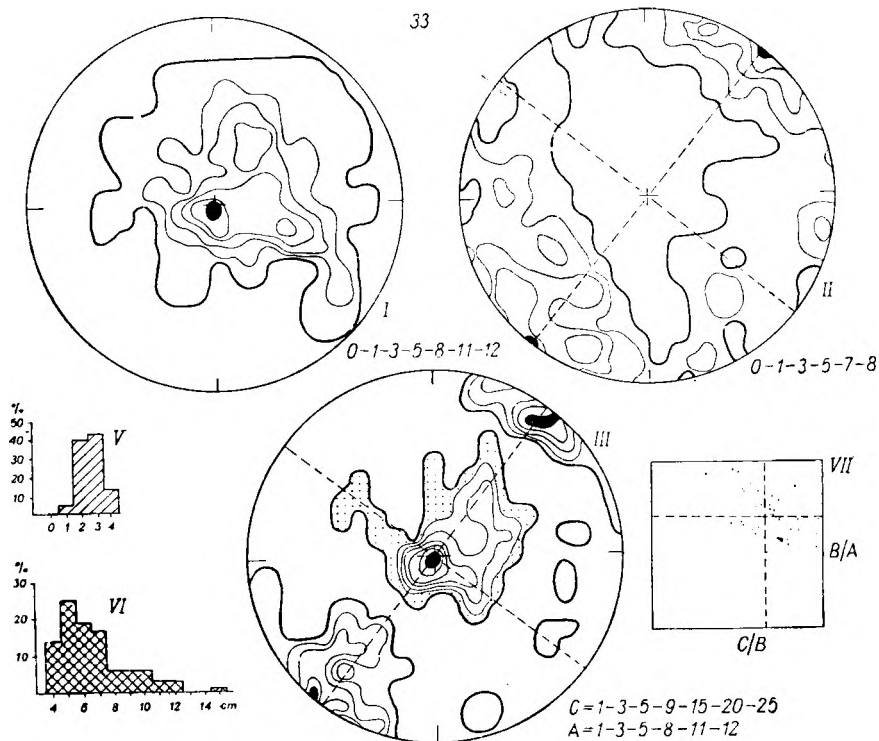 33
I
0-1-3-5-8-11-12
II
0-1-3-5-7-8
%
V
50
40
30
20
10
0 1 2 3 4
%
VI
30
20
10
4 6 8 10 12 14 cm
III
C=1-3-5-9-15-20-25
A=1-3-5-8-11-12
VII
B/A
C/B